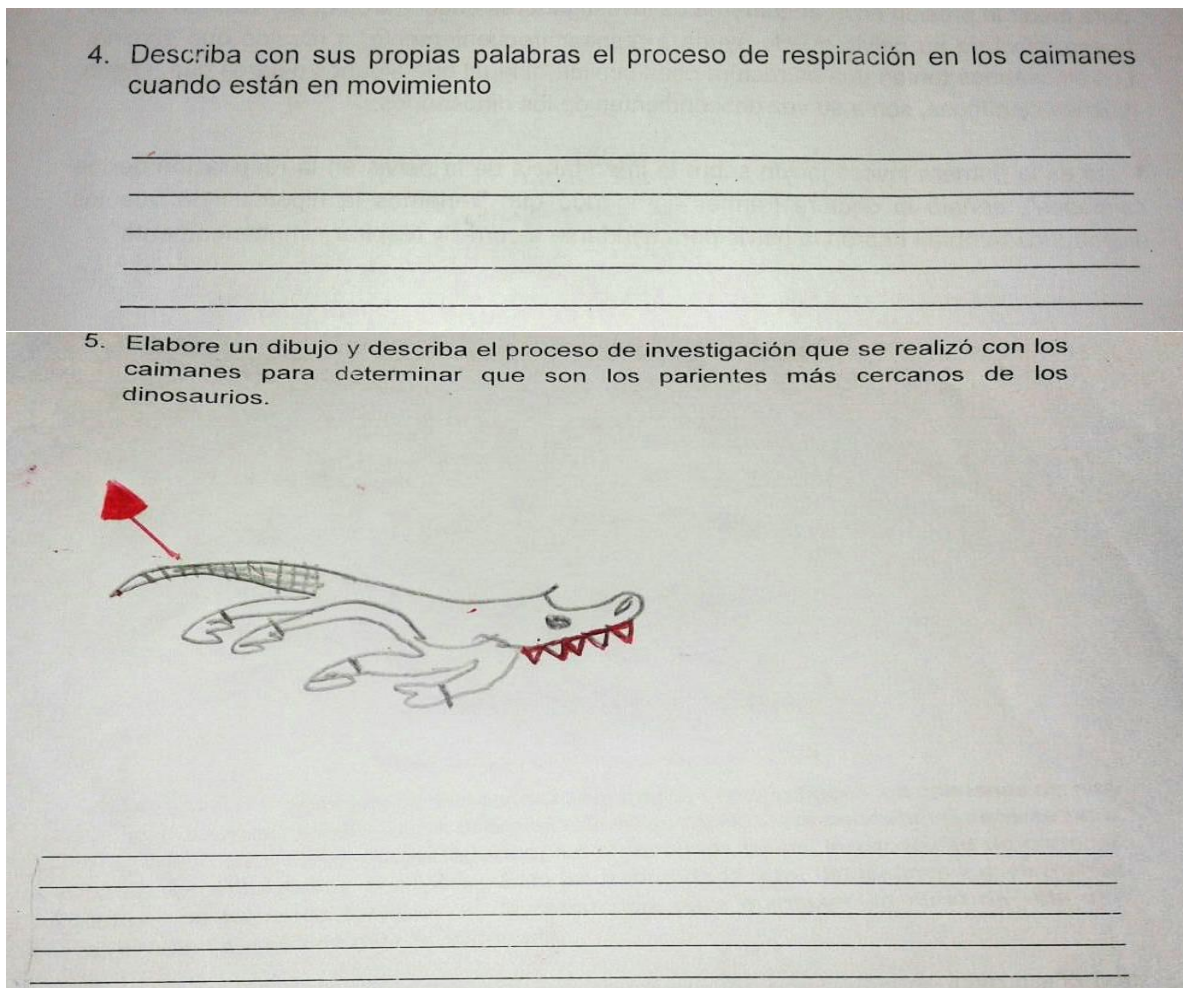 4. Describa con sus propias palabras el proceso de respiración en los caimanes
cuando están en movimiento
5. Elabore un dibujo y describa el proceso de investigación que se realizó con los
caimanes para determinar que son los parientes más cercanos de los
dinosaurios.